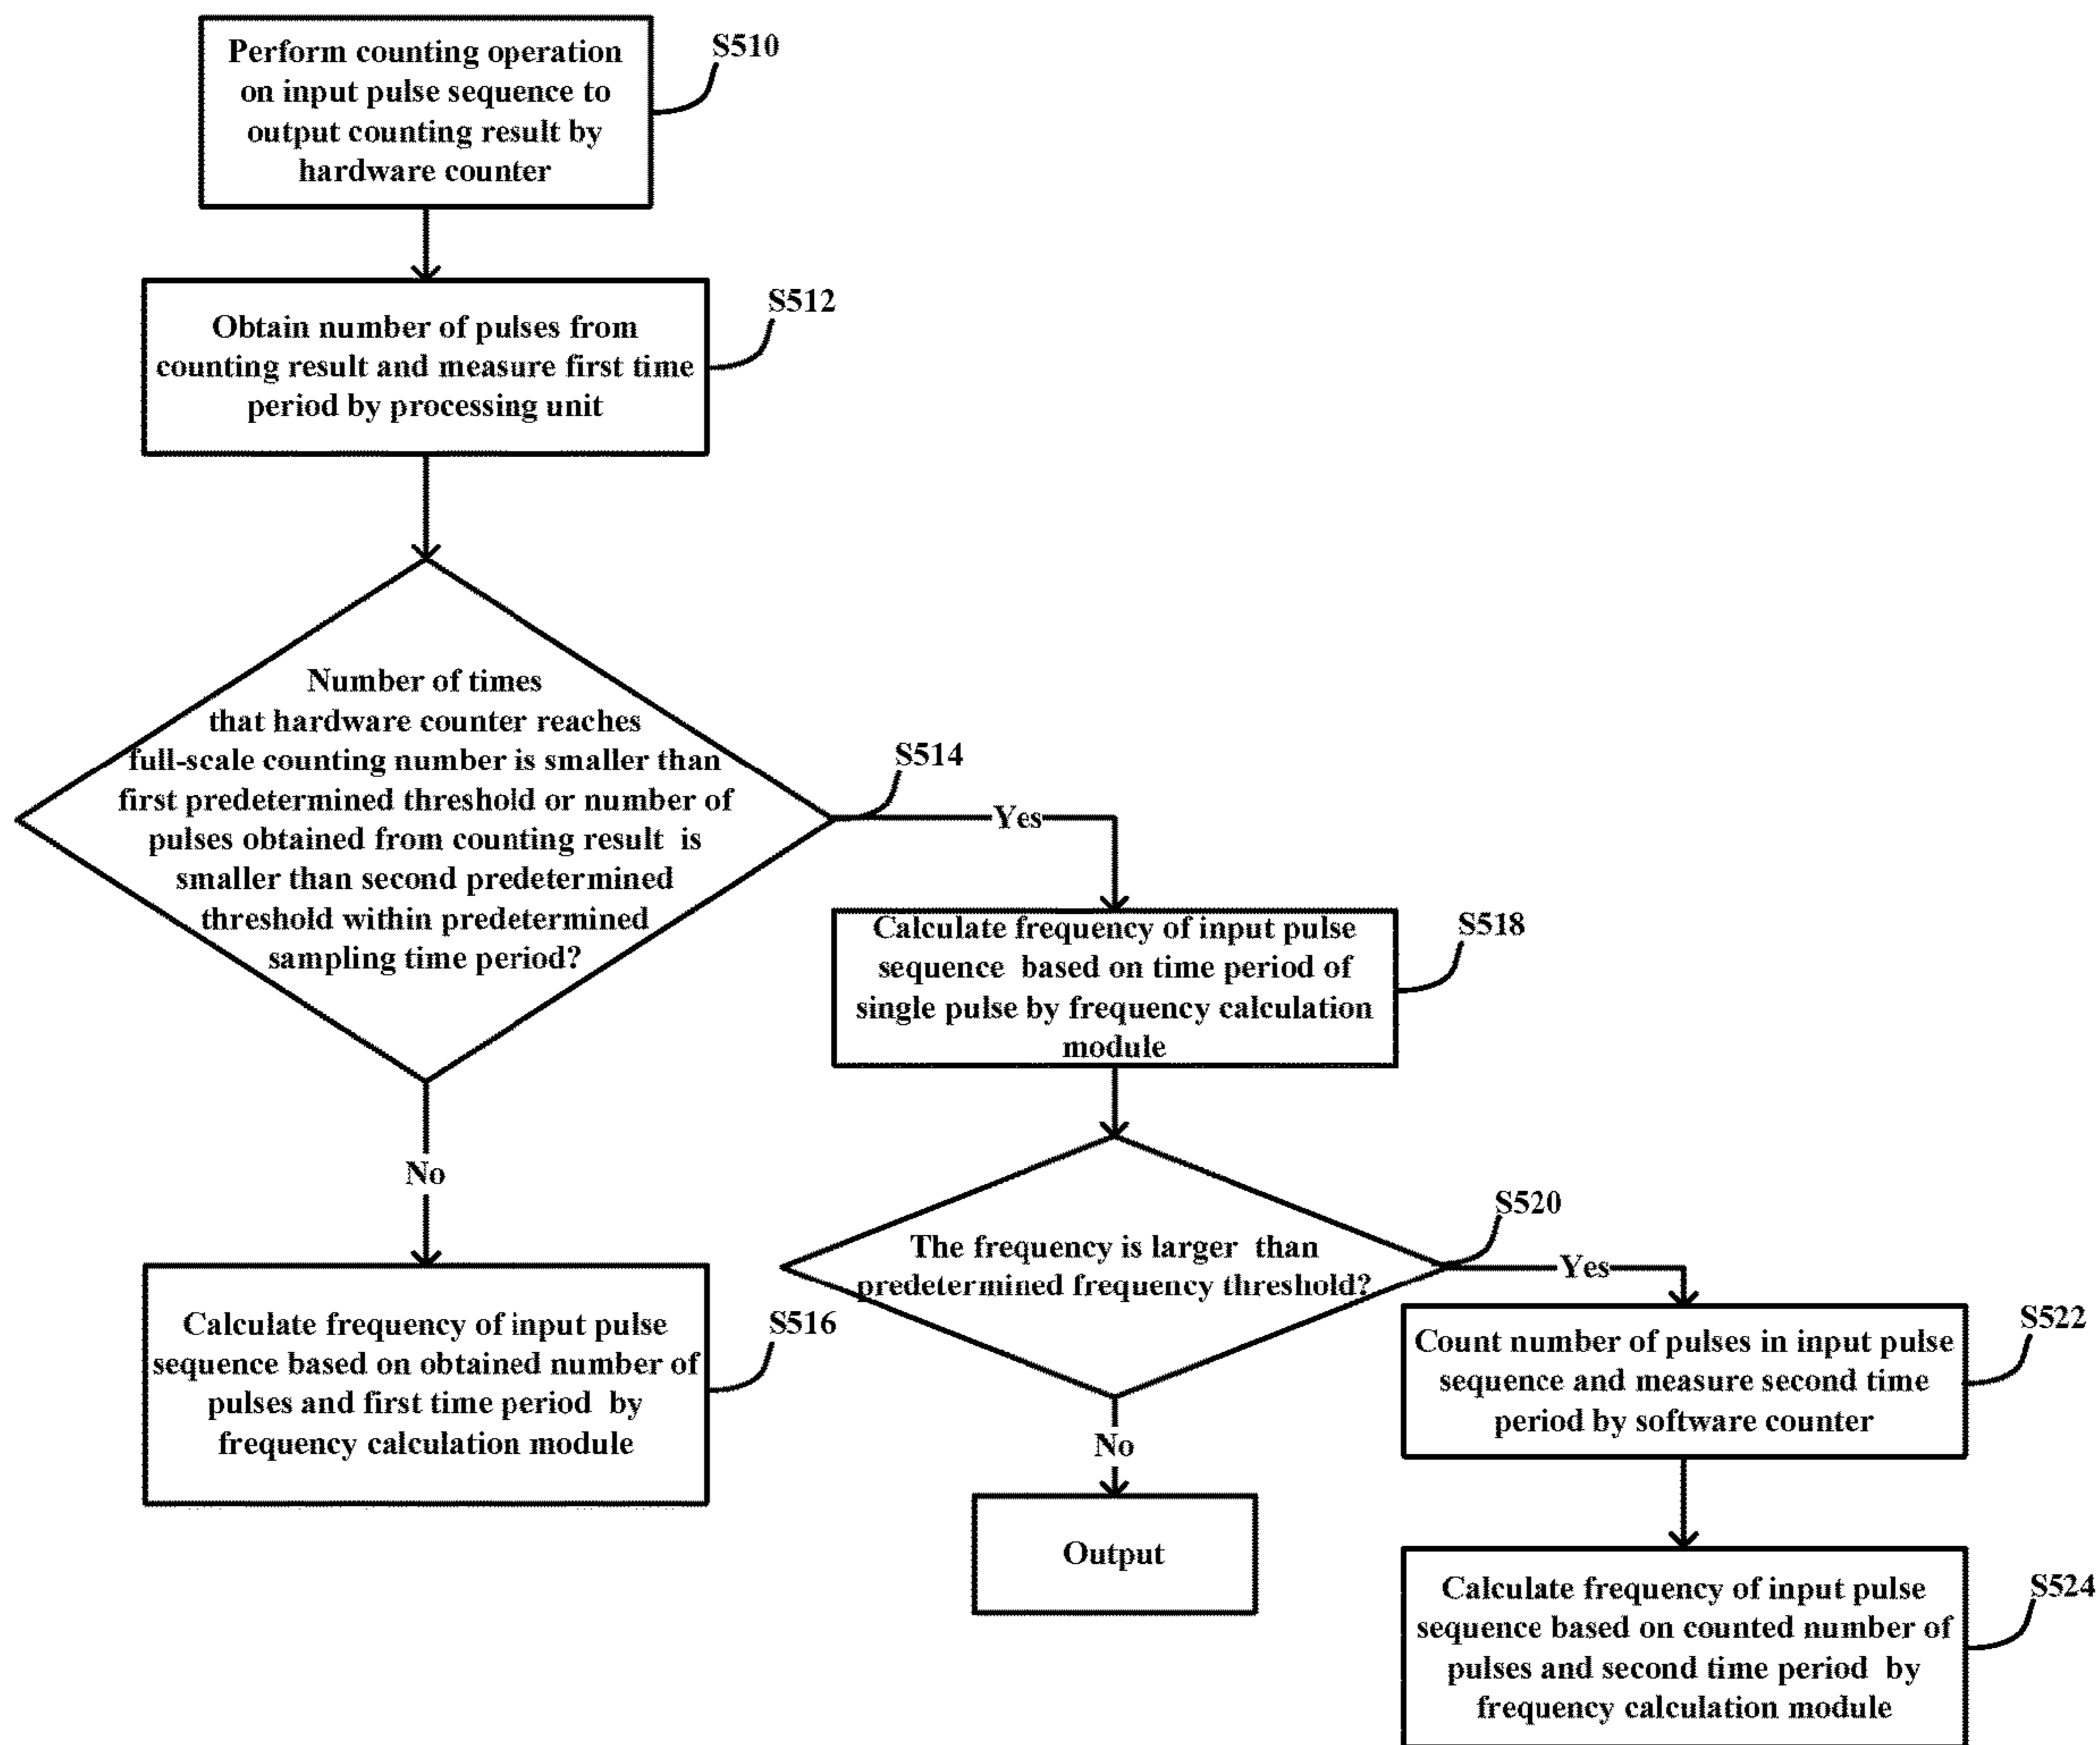 Perform counting operation
on input pulse sequence to
output counting result by
hardware counter
S510
Obtain number of pulses from
counting result and measure first time
period by processing unit
S512
Number of times
that hardware counter reaches
full-scale counting number is smaller than
first predetermined threshold or number of
pulses obtained from counting result is
smaller than second predetermined
threshold within predetermined
sampling time period?
S514
Yes
No
Calculate frequency of input pulse
sequence based on obtained number of
pulses and first time period by
frequency calculation module
S516
Calculate frequency of input pulse
sequence based on time period of
single pulse by frequency calculation
module
S518
The frequency is larger than
predetermined frequency threshold?
S520
Yes
No
Output
Count number of pulses in input pulse
sequence and measure second time
period by software counter
S522
Calculate frequency of input pulse
sequence based on counted number of
pulses and second time period by
frequency calculation module
S524